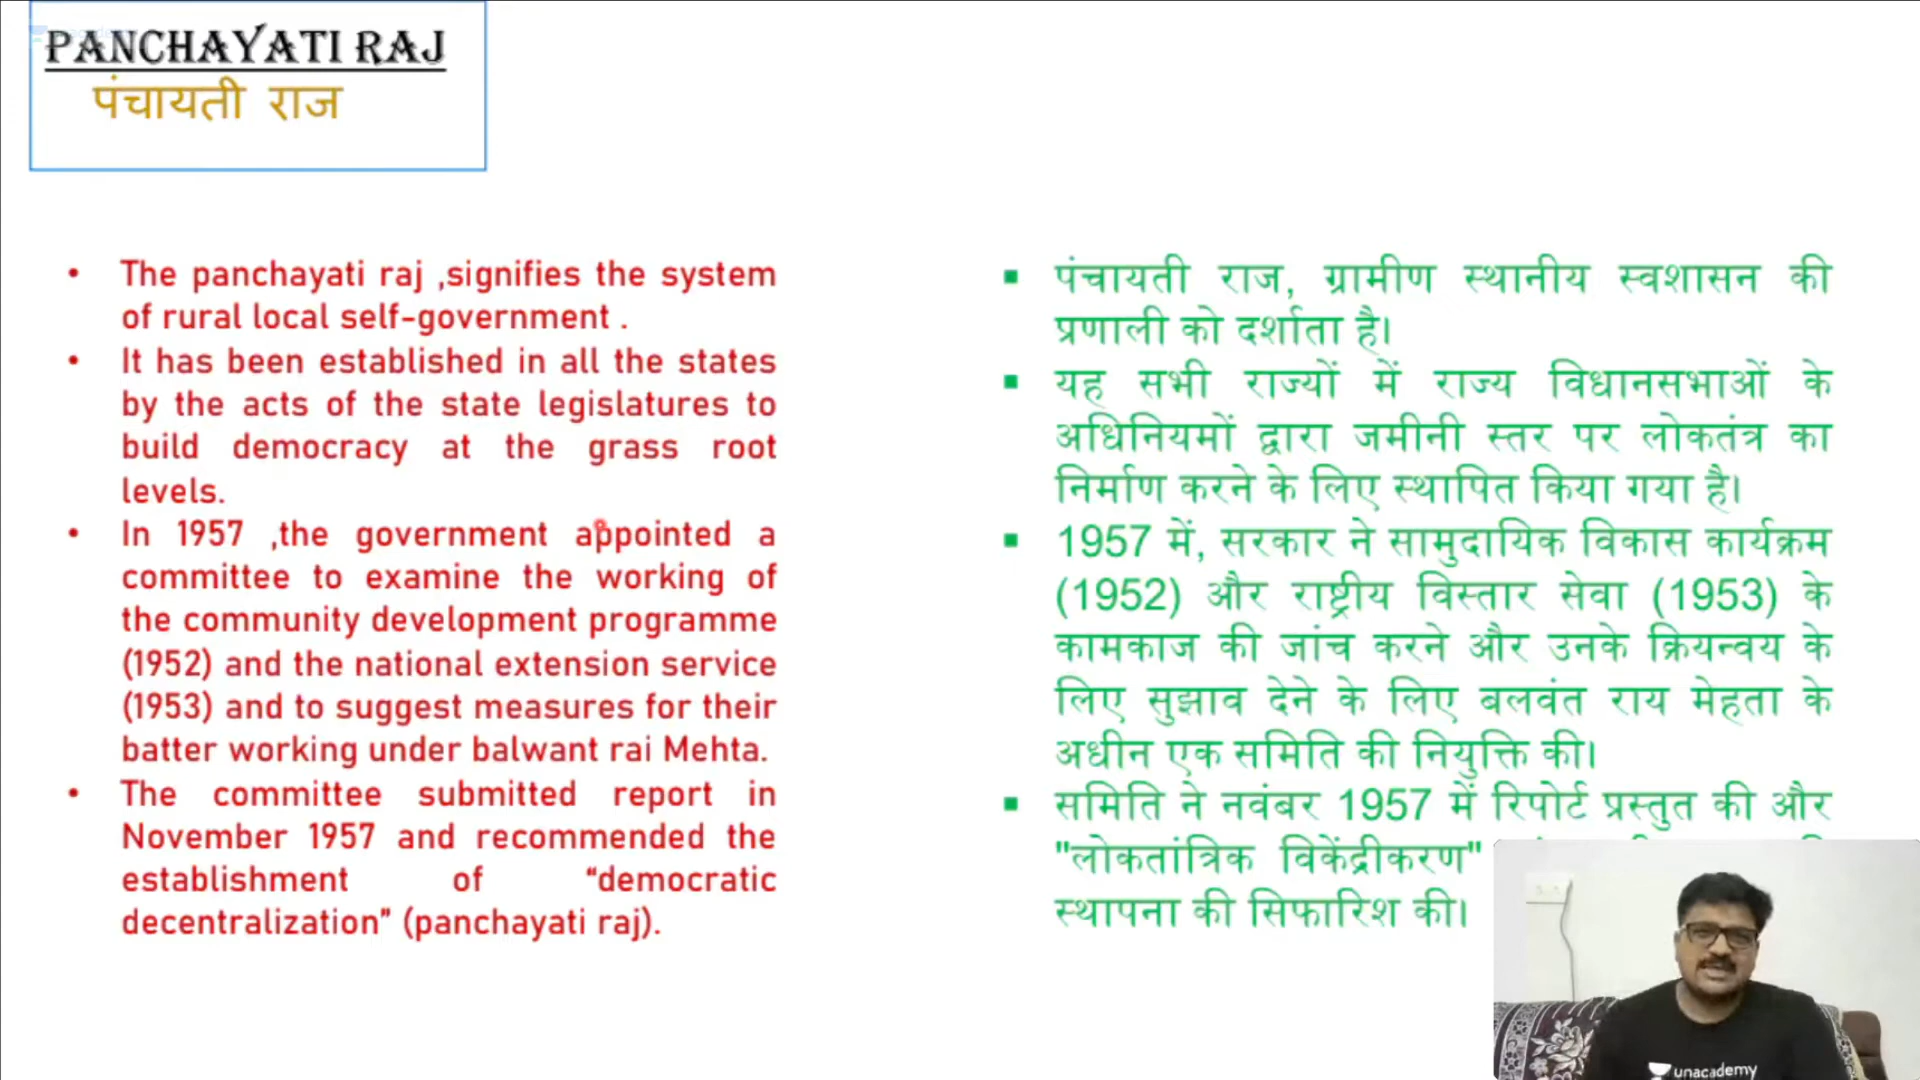 PANCHAYATI RAJ
पंचायती राज
• The panchayati raj ,signifies the system
of rural local self-government .
• It has been established in all the states
by the acts of the state legislatures to
build democracy at the grass root
levels.
• In 1957 ,the government appointed a
committee to examine the working of
the community development programme
(1952) and the national extension service
(1953) and to suggest measures for their
batter working under balwant rai Mehta.
• The committee submitted report in
November 1957 and recommended the
establishment of “democratic
decentralization” (panchayati raj).
▪ पंचायती राज, ग्रामीण स्थानीय स्वशासन की
प्रणाली को दर्शाता है।
▪ यह सभी राज्यों में राज्य विधानसभाओं के
अधिनियमों द्वारा जमीनी स्तर पर लोकतंत्र का
निर्माण करने के लिए स्थापित किया गया है।
▪ 1957 में, सरकार ने सामुदायिक विकास कार्यक्रम
(1952) और राष्ट्रीय विस्तार सेवा (1953) के
कामकाज की जांच करने और उनके क्रियन्वय के
लिए सुझाव देने के लिए बलवंत राय मेहता के
अधीन एक समिति की नियुक्ति की।
▪ समिति ने नवंबर 1957 में रिपोर्ट प्रस्तुत की और
"लोकतांत्रिक विकेंद्रीकरण"
स्थापना की सिफारिश की।
unacademy